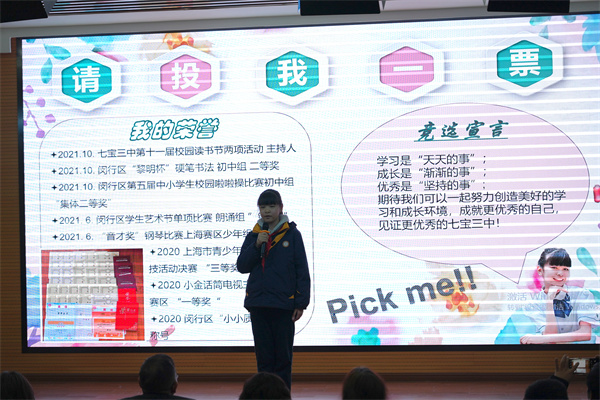 请投我一票
我的荣誉
✦2021.10. 七宝三中第十一届校园读书节两项活动 主持人
✦2021.10. 闵行区“黎明杯”硬笔书法 初中组 二等奖
✦2021.10. 闵行区第五届中小学生校园啦啦操比赛初中组
“集体二等奖”
✦2021. 6. 闵行区学生艺术节单项比赛 朗诵组 “
✦2021. 6. “音才奖”钢琴比赛上海赛区少年组
✦2020 上海市青少年
技活动决赛 “三等奖
✦2020 小金话筒电视主
赛区 “一等奖 “
✦2020 闵行区“小小
称号
竞选宣言
学习是“天天的事”；
成长是“渐渐的事”；
优秀是“坚持的事”；
期待我们可以一起努力创造美好的学
习和成长环境，成就更优秀的自己，
见证更优秀的七宝三中！
Pick me!!